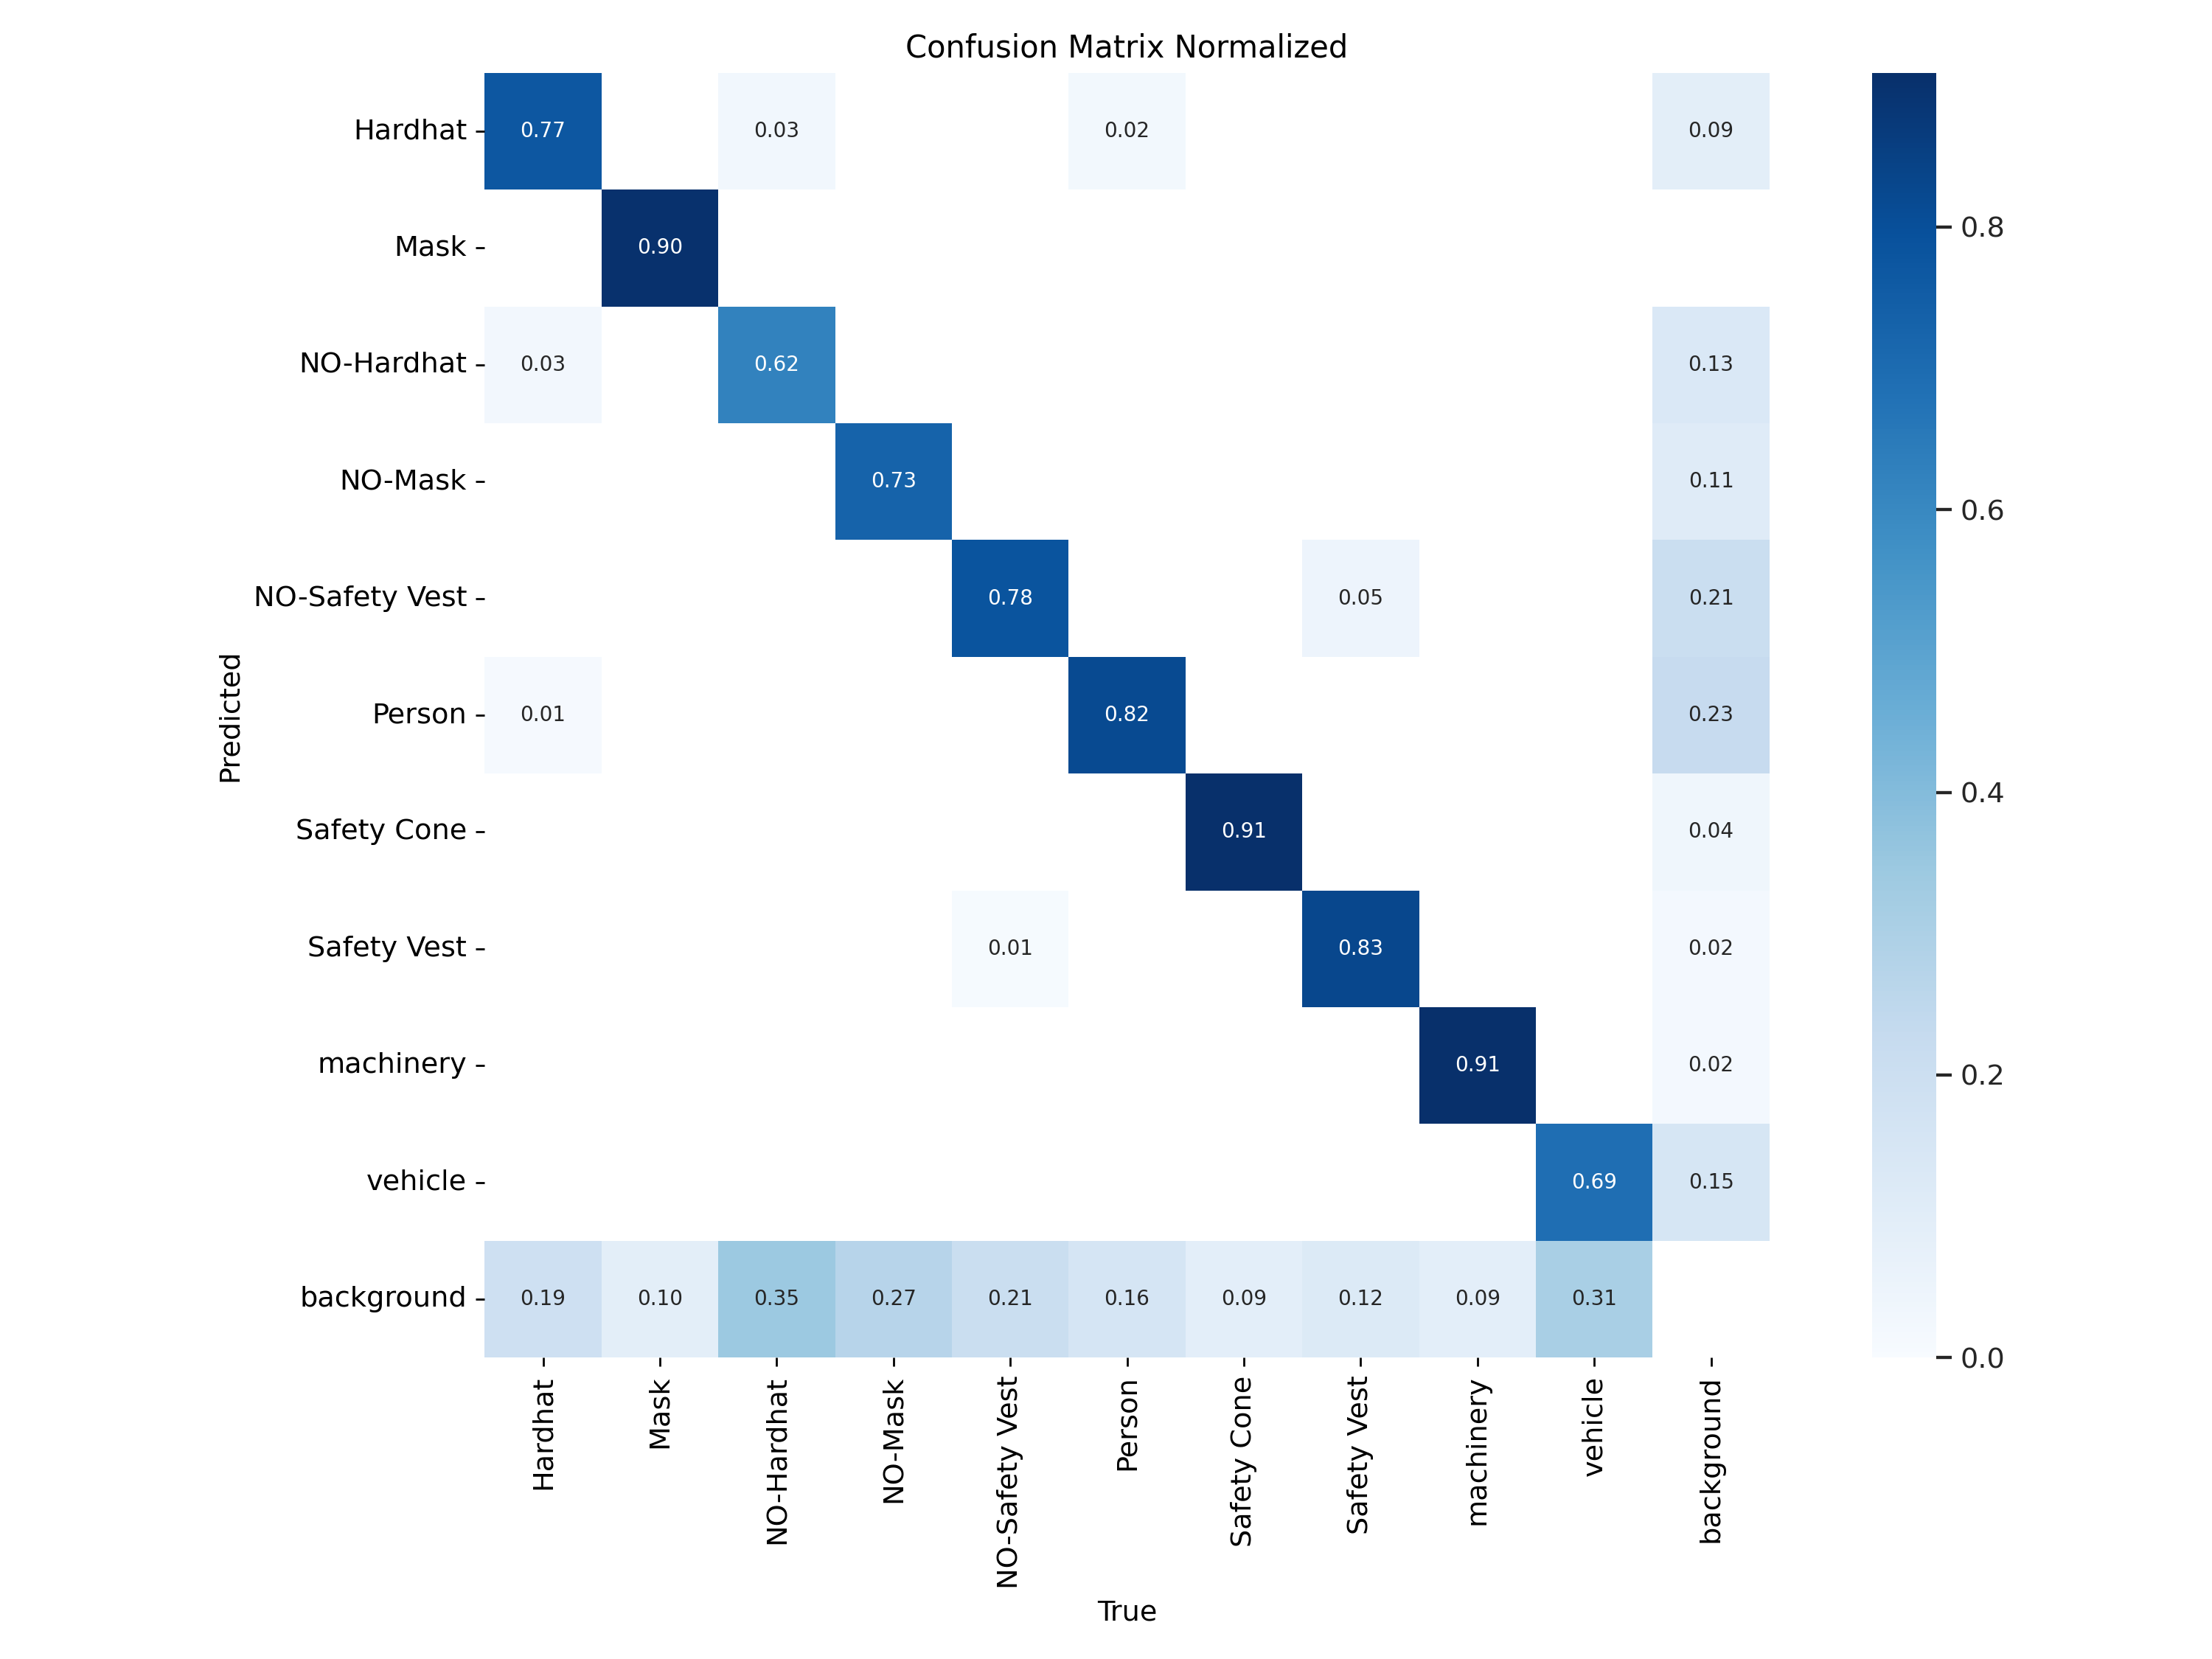 Confusion Matrix Normalized
Hardhat 0.77 0.03 0.02 0.09
Mask 0.90
NO-Hardhat 0.03 0.62 0.13
NO-Mask 0.73 0.11
NO-Safety Vest 0.78 0.05 0.21
Person 0.01 0.82 0.23
Safety Cone 0.91 0.04
Safety Vest 0.01 0.83 0.02
machinery 0.91 0.02
vehicle 0.69 0.15
background 0.19 0.10 0.35 0.27 0.21 0.16 0.09 0.12 0.09 0.31
Predicted
Hardhat
Mask
NO-Hardhat
NO-Mask
NO-Safety Vest
Person
Safety Cone
Safety Vest
machinery
vehicle
background
True
0.8
0.6
0.4
0.2
0.0